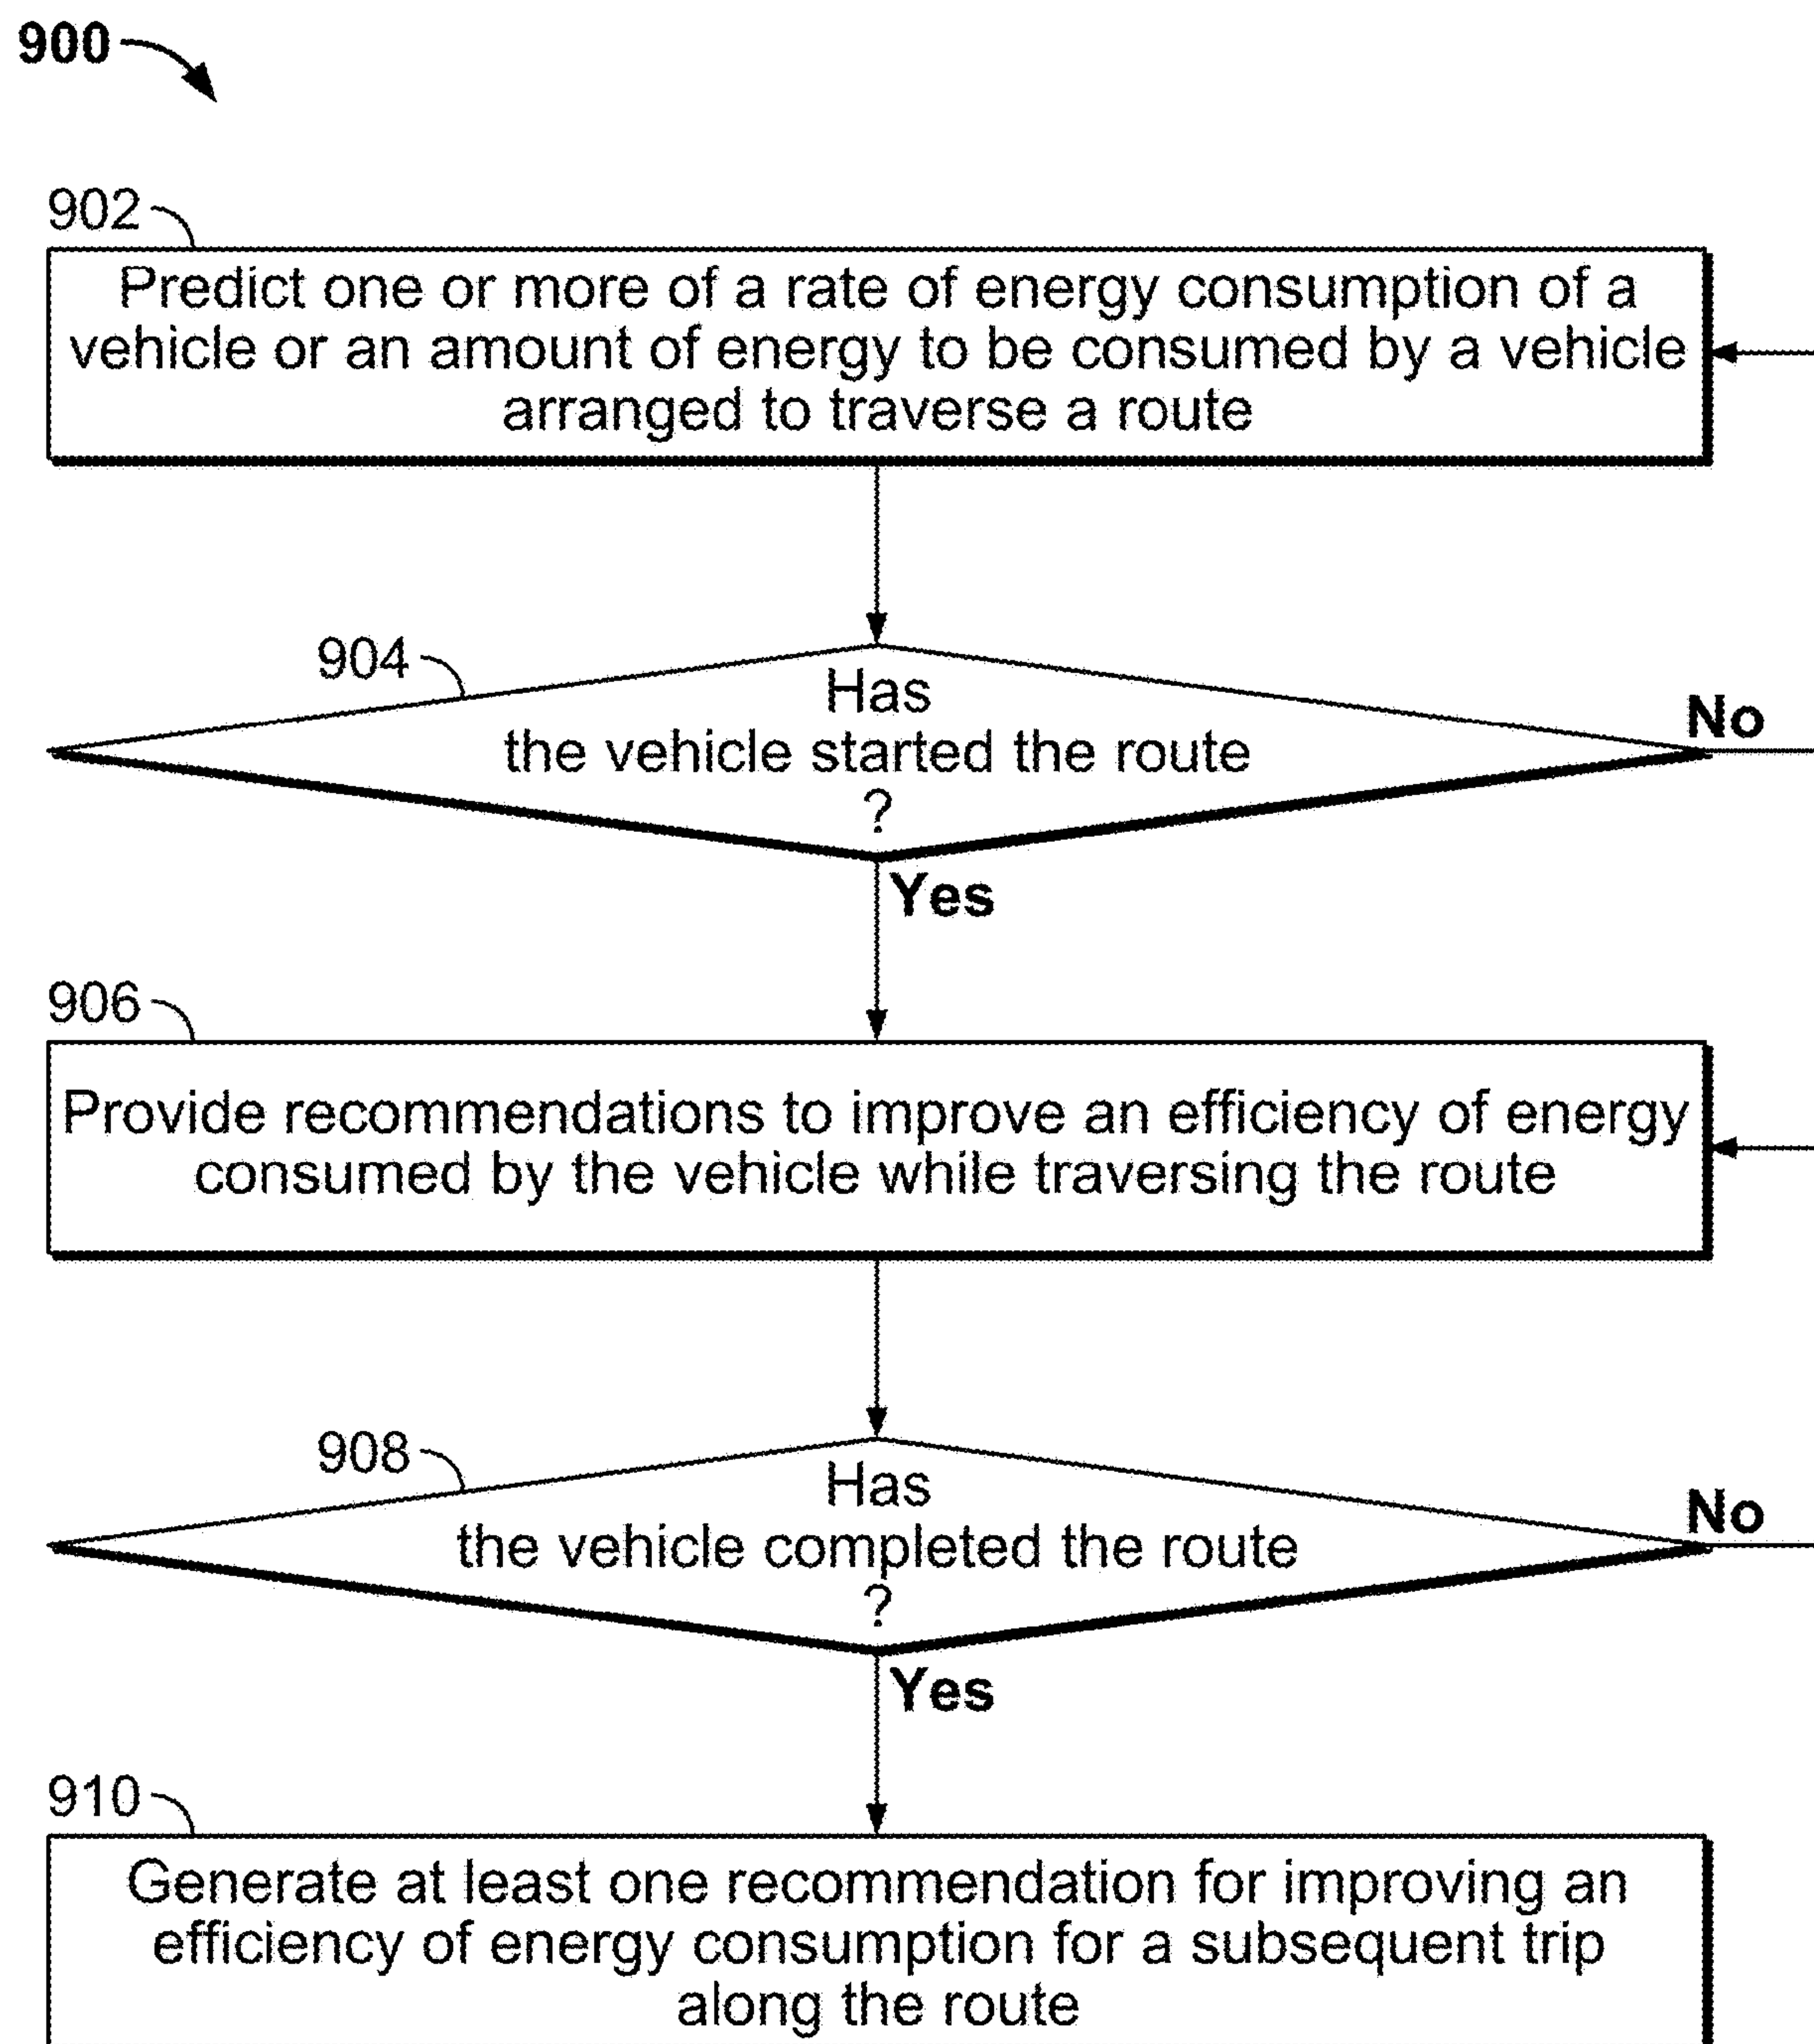 900
902
Predict one or more of a rate of energy consumption of a
vehicle or an amount of energy to be consumed by a vehicle
arranged to traverse a route
904
Has
the vehicle started the route
?
No
Yes
906
Provide recommendations to improve an efficiency of energy
consumed by the vehicle while traversing the route
908
Has
the vehicle completed the route
?
No
Yes
910
Generate at least one recommendation for improving an
efficiency of energy consumption for a subsequent trip
along the route